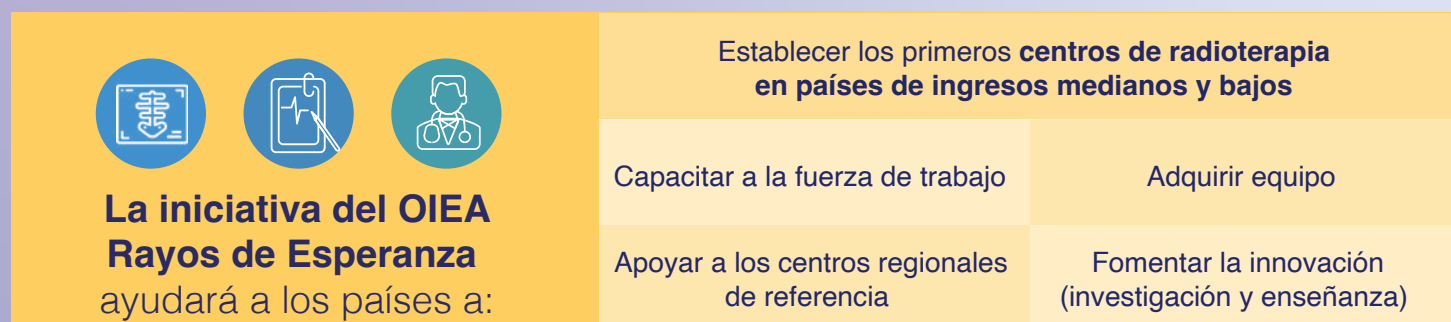 La iniciativa del OIEA
Rayos de Esperanza
ayudará a los países a:
Establecer los primeros centros de radioterapia
en países de ingresos medianos y bajos
Capacitar a la fuerza de trabajo
Adquirir equipo
Apoyar a los centros regionales
de referencia
Fomentar la innovación
(investigación y enseñanza)